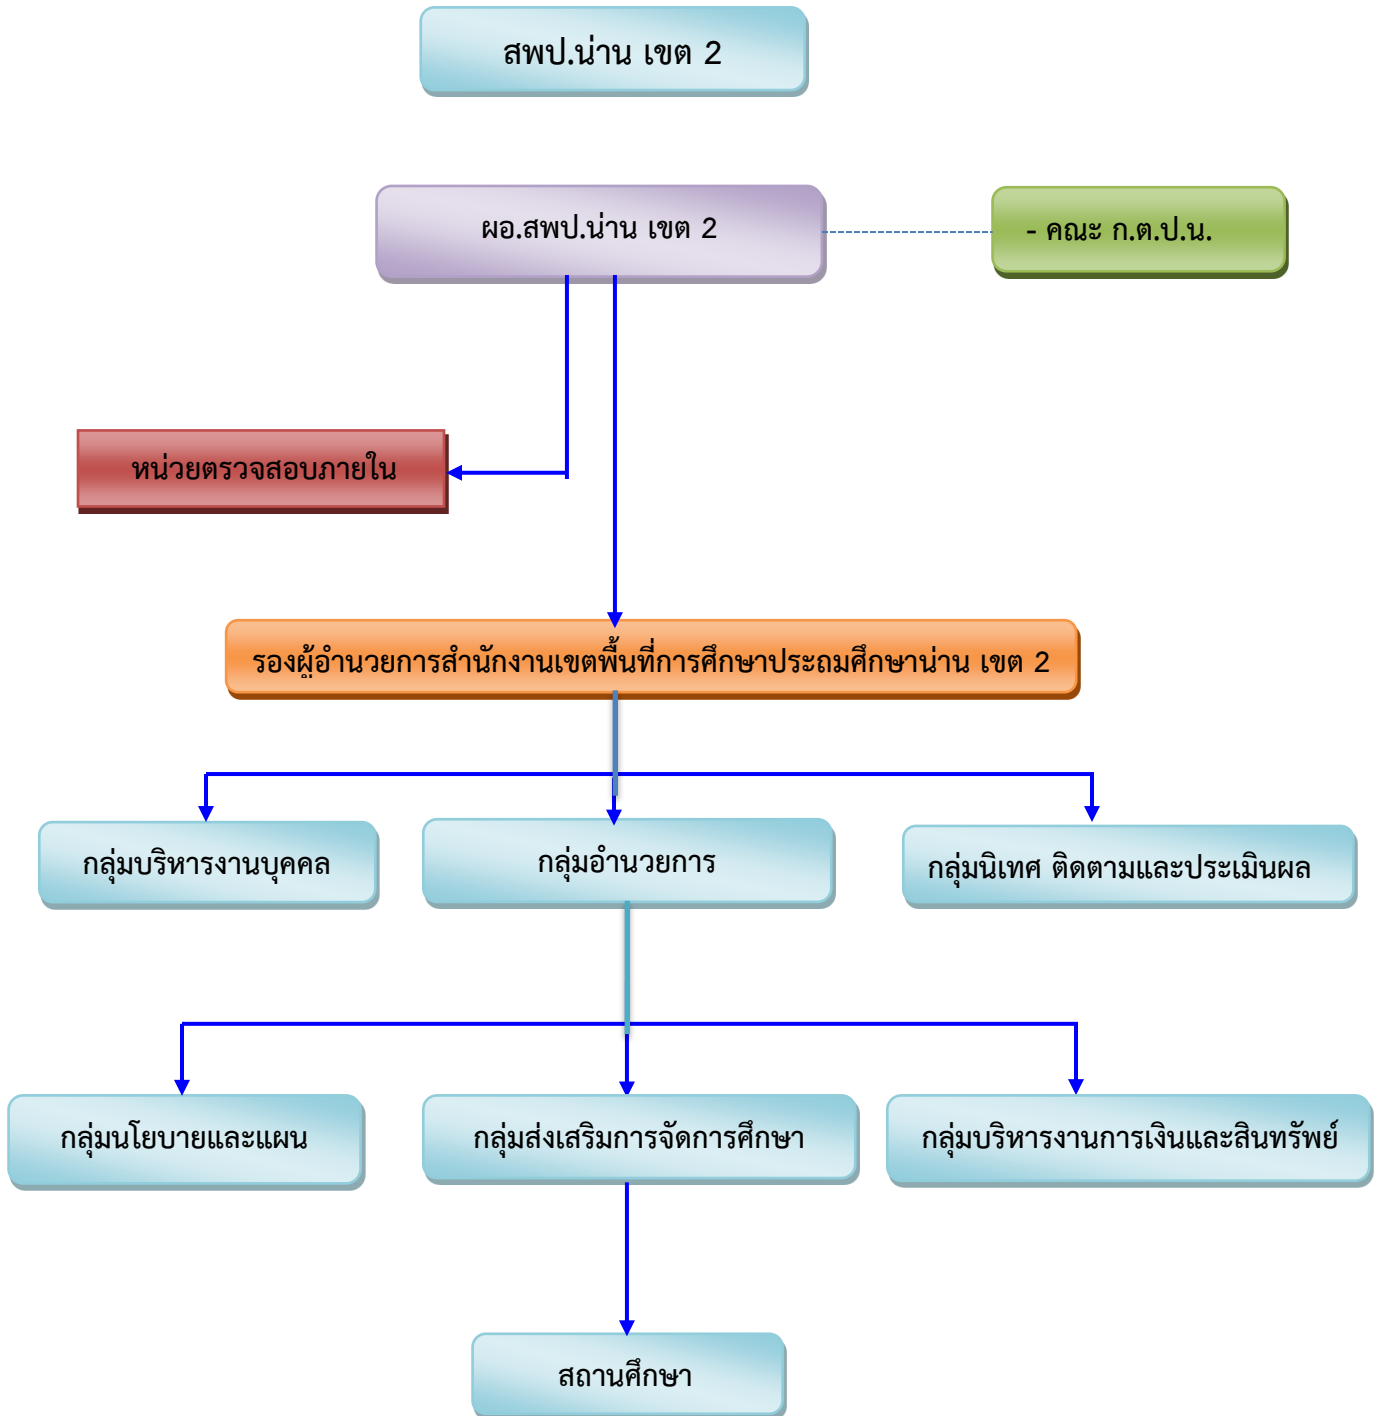 สพป.น่าน เขต 2
ผอ.สพป.น่าน เขต 2
- คณะ ก.ต.ป.น.
หน่วยตรวจสอบภายใน
รองผู้อำนวยการสำนักงานเขตพื้นที่การศึกษาประถมศึกษาน่าน เขต 2
กลุ่มบริหารงานบุคคล
กลุ่มอำนวยการ
กลุ่มนิเทศ ติดตามและประเมินผล
กลุ่มนโยบายและแผน
กลุ่มส่งเสริมการจัดการศึกษา
กลุ่มบริหารงานการเงินและสินทรัพย์
สถานศึกษา